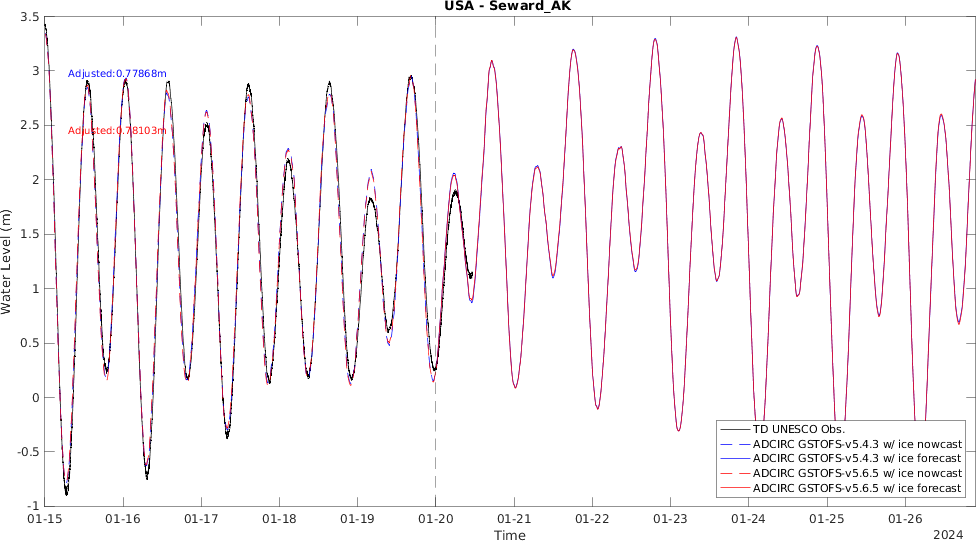 USA - Seward_AK
3.5
3
2.5
2
1.5
1
0.5
0
-0.5
-1
Water Level (m)
Adjusted:0.77868m
Adjusted:0.78103m
TD UNESCO Obs.
ADCIRC GSTOFS-v5.4.3 w/ ice nowcast
ADCIRC GSTOFS-v5.4.3 w/ ice forecast
ADCIRC GSTOFS-v5.6.5 w/ ice nowcast
ADCIRC GSTOFS-v5.6.5 w/ ice forecast
01-15 01-16 01-17 01-18 01-19 01-20 01-21 01-22 01-23 01-24 01-25 01-26
Time
2024